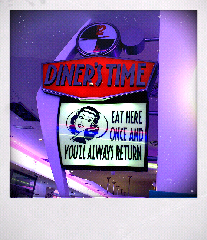 DINER'S TIME
EAT HERE
ONCE AND
YOU'LL ALWAYS RETURN